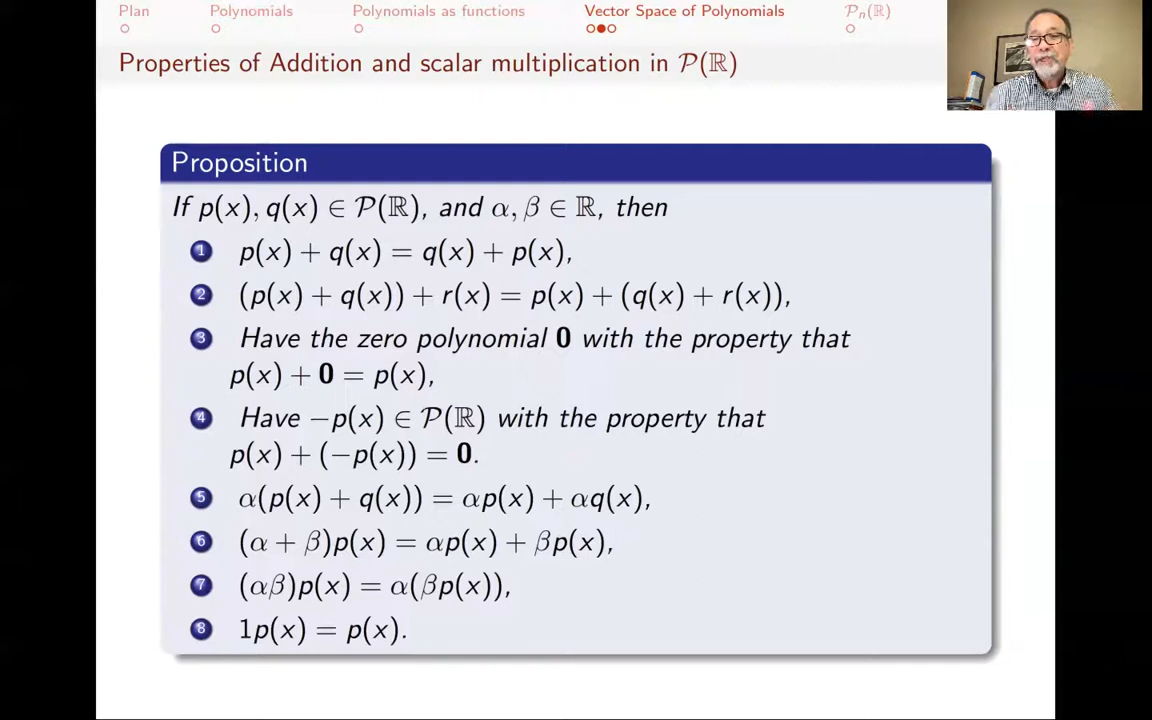 Plan Polynomials Polynomials as functions Vector Space of Polynomials 𝒫n(ℝ)
Properties of Addition and scalar multiplication in 𝒫(ℝ)
Proposition
If p(x), q(x) ∈ 𝒫(ℝ), and α, β ∈ ℝ, then
1 p(x) + q(x) = q(x) + p(x),
2 (p(x) + q(x)) + r(x) = p(x) + (q(x) + r(x)),
3 Have the zero polynomial 0 with the property that
p(x) + 0 = p(x),
4 Have −p(x) ∈ 𝒫(ℝ) with the property that
p(x) + (−p(x)) = 0.
5 α(p(x) + q(x)) = αp(x) + αq(x),
6 (α + β)p(x) = αp(x) + βp(x),
7 (αβ)p(x) = α(βp(x)),
8 1p(x) = p(x).